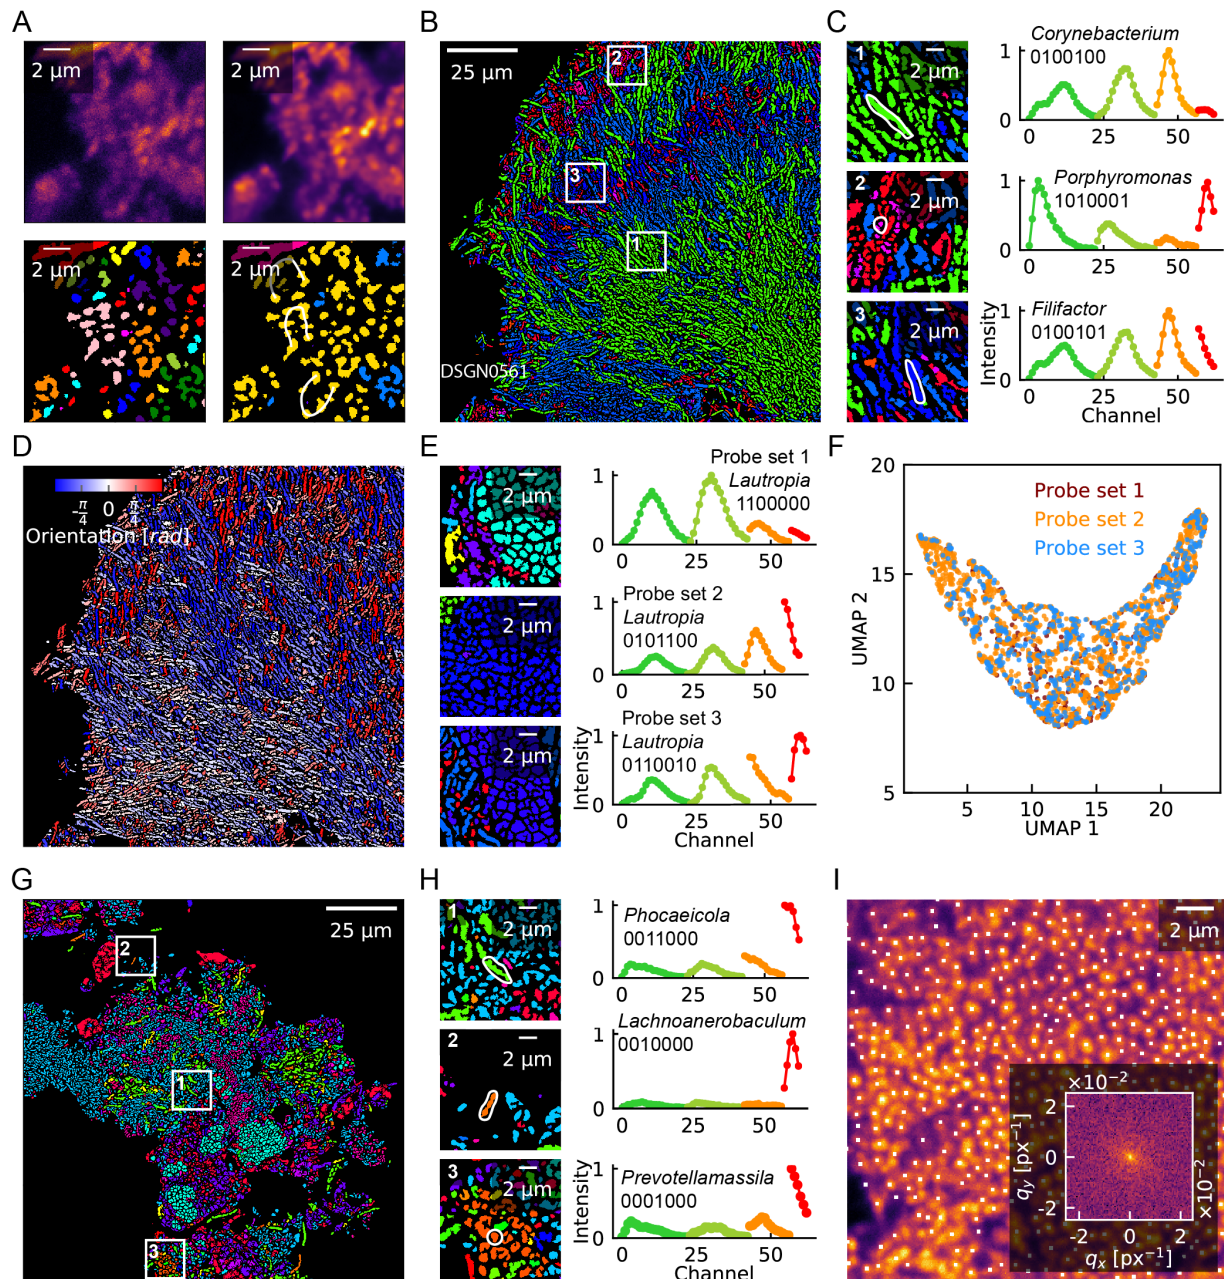 A
2 μm
2 μm
2 μm
2 μm
B
25 μm
2
3
1
DSGN0561
C
1
2 μm
2
2 μm
3
2 μm
Corynebacterium
0100100
1
0
0 25 50
Porphyromonas
1010001
1
0
0 25 50
Filifactor
0100101
1
0
0 25 50
Intensity
Channel
D
-π/4 0 π/4
Orientation [rad]
E
2 μm
2 μm
2 μm
Probe set 1
Lautropia
1100000
1
0
0 25 50
Probe set 2
Lautropia
0101100
1
0
0 25 50
Probe set 3
Lautropia
0110010
1
0
0 25 50
Intensity
Channel
F
20
15
10
5
UMAP 2
Probe set 1
Probe set 2
Probe set 3
5 10 15 20
UMAP 1
G
25 μm
2
1
3
H
1
2 μm
2
2 μm
3
2 μm
Phocaeicola
0011000
1
0
0 25 50
Lachnoanerobaculum
0010000
1
0
0 25 50
Prevotellamassila
0001000
1
0
0 25 50
Intensity
Channel
I
2 μm
×10⁻²
2
0
-2
qy [px⁻¹]
-2 0 2
qx [px⁻¹]
×10⁻²